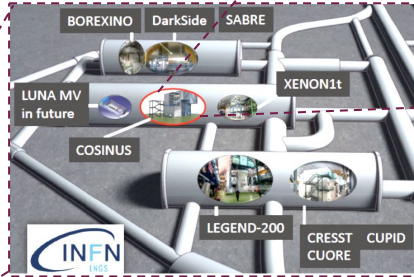 BOREXINO
DarkSide
SABRE
XENON1t
LUNA MV
in future
COSINUS
LEGEND-200
CRESST CUPID
CUORE
INFN
LNGS